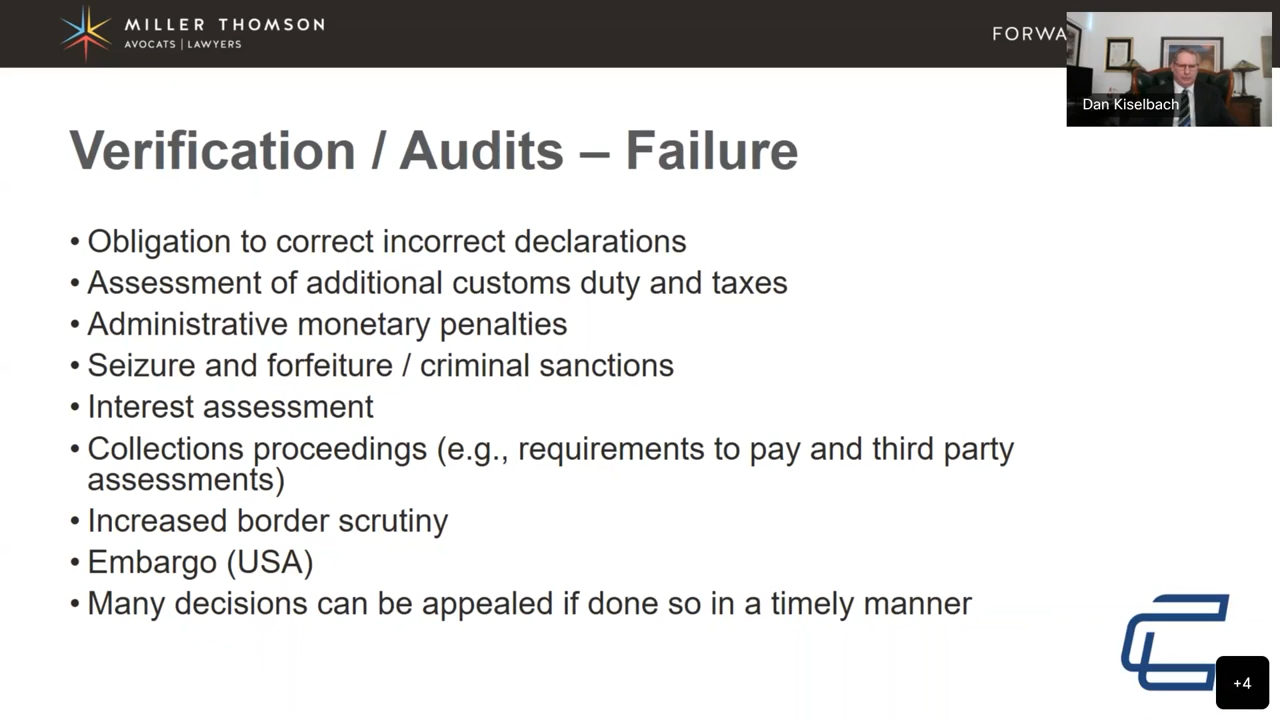 MILLER THOMSON
AVOCATS | LAWYERS
FORWA
Dan Kiselbach
Verification / Audits – Failure
• Obligation to correct incorrect declarations
• Assessment of additional customs duty and taxes
• Administrative monetary penalties
• Seizure and forfeiture / criminal sanctions
• Interest assessment
• Collections proceedings (e.g., requirements to pay and third party
assessments)
• Increased border scrutiny
• Embargo (USA)
• Many decisions can be appealed if done so in a timely manner
+4